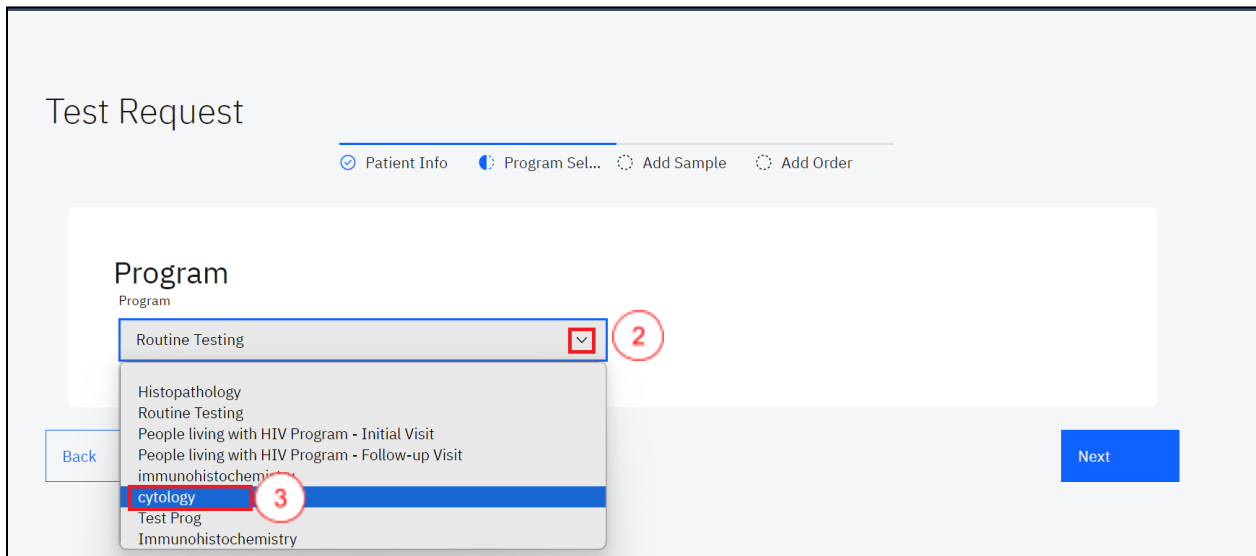 Test Request
Patient Info Program Sel... Add Sample Add Order
Program
Program
Routine Testing
2
Histopathology
Routine Testing
People living with HIV Program - Initial Visit
People living with HIV Program - Follow-up Visit
Back
Next
immunohistochemistry
cytology
3
Test Prog
Immunohistochemistry